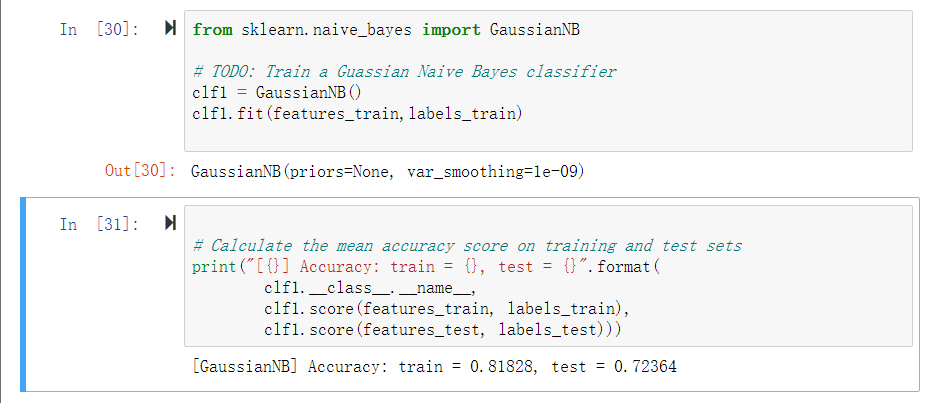 In [30]:
from sklearn.naive_bayes import GaussianNB
# TODO: Train a Guassian Naive Bayes classifier
clf1 = GaussianNB()
clf1.fit(features_train,labels_train)
Out[30]: GaussianNB(priors=None, var_smoothing=1e-09)
In [31]:
# Calculate the mean accuracy score on training and test sets
print("[{}] Accuracy: train = {}, test = {}".format(
clf1.__class__.__name__,
clf1.score(features_train, labels_train),
clf1.score(features_test, labels_test)))
[GaussianNB] Accuracy: train = 0.81828, test = 0.72364